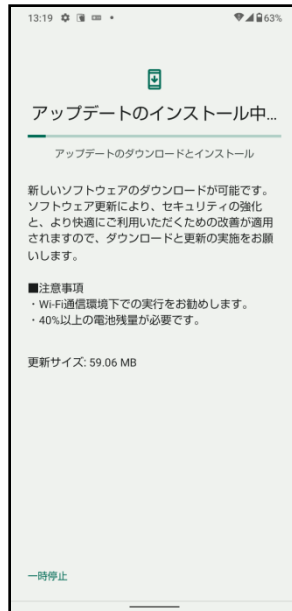 13:19
63%
アップデートのインストール中...
アップデートのダウンロードとインストール
新しいソフトウェアのダウンロードが可能です。
ソフトウェア更新により、セキュリティの強化
と、より快適にご利用いただくための改善が適用
されますので、ダウンロードと更新の実施をお願
いします。
■注意事項
・Wi-Fi通信環境下での実行をお勧めします。
・40%以上の電池残量が必要です。
更新サイズ: 59.06 MB
一時停止